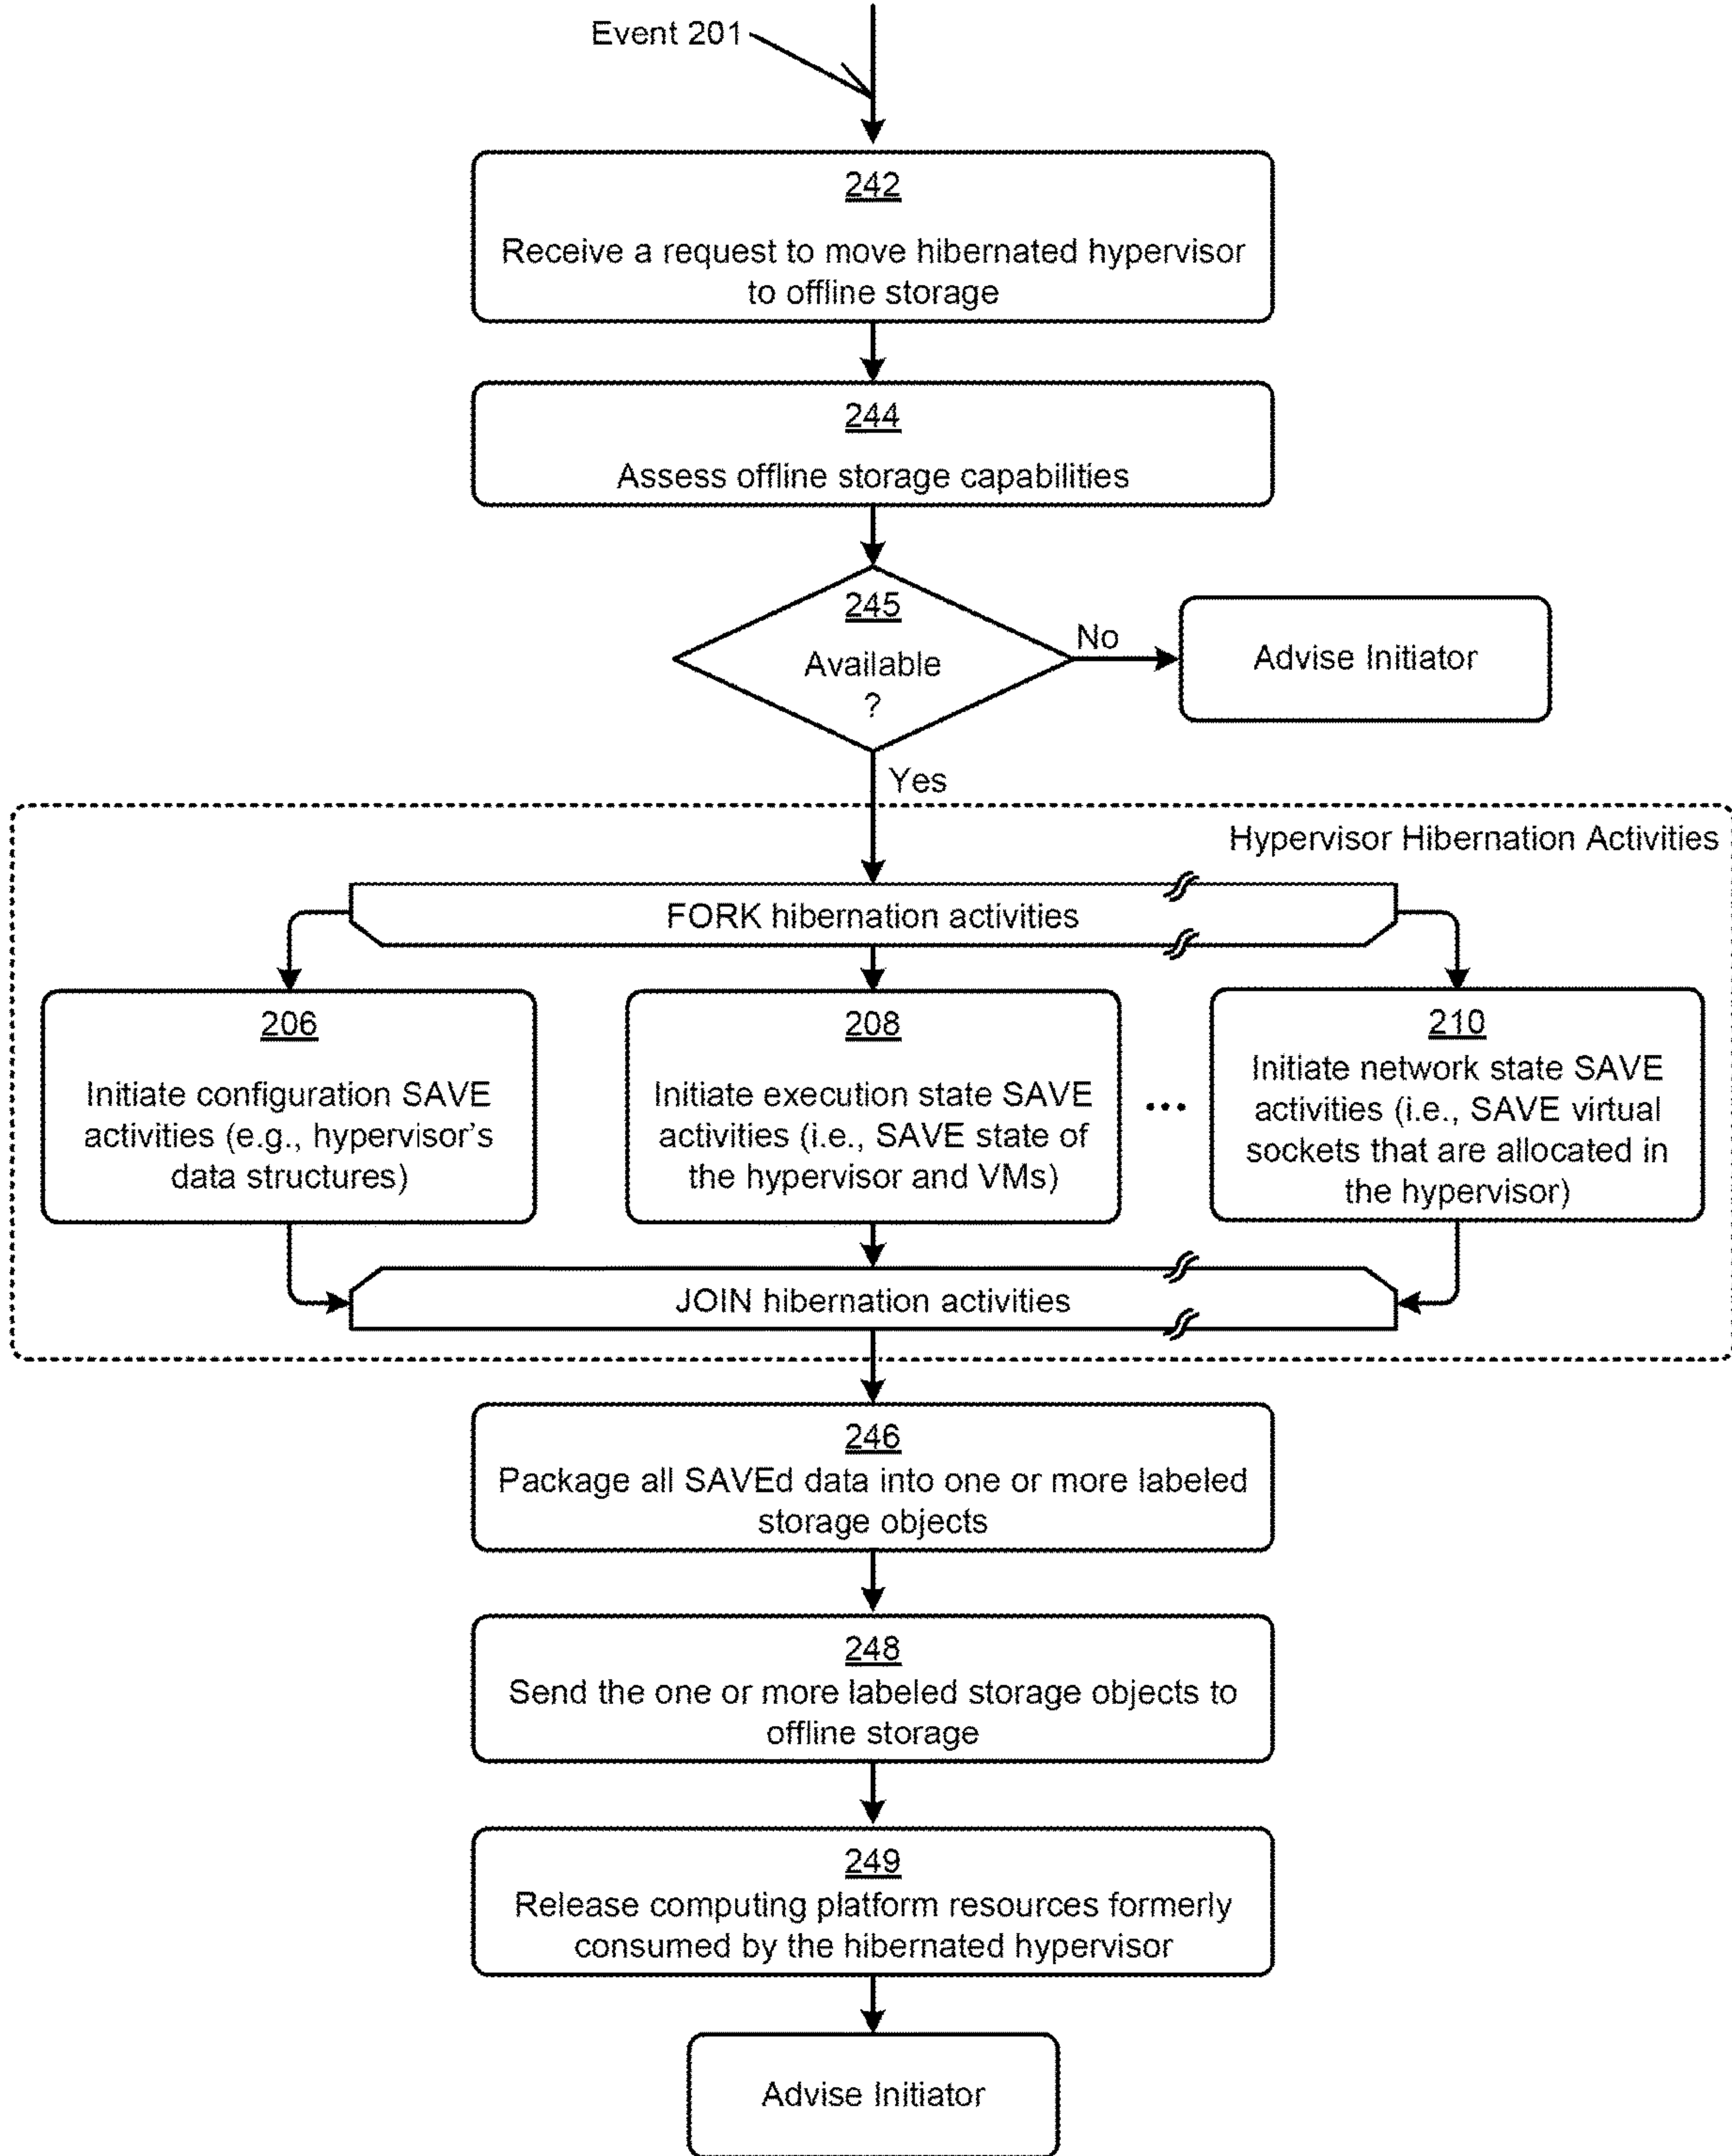 Event 201
242
Receive a request to move hibernated hypervisor
to offline storage
244
Assess offline storage capabilities
245
Available
?
No
Advise Initiator
Yes
Hypervisor Hibernation Activities
FORK hibernation activities
206
Initiate configuration SAVE
activities (e.g., hypervisor's
data structures)
208
Initiate execution state SAVE
activities (i.e., SAVE state of
the hypervisor and VMs)
...
210
Initiate network state SAVE
activities (i.e., SAVE virtual
sockets that are allocated in
the hypervisor)
JOIN hibernation activities
246
Package all SAVEd data into one or more labeled
storage objects
248
Send the one or more labeled storage objects to
offline storage
249
Release computing platform resources formerly
consumed by the hibernated hypervisor
Advise Initiator